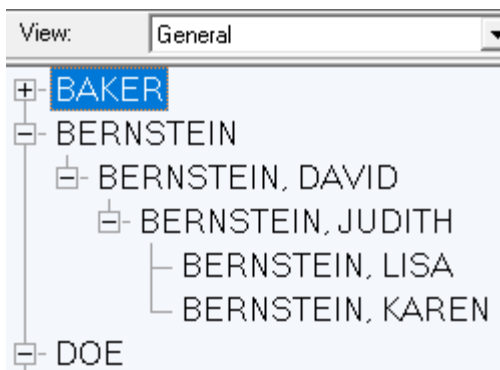 View: General
BAKER
BERNSTEIN
BERNSTEIN, DAVID
BERNSTEIN, JUDITH
BERNSTEIN, LISA
BERNSTEIN, KAREN
DOE